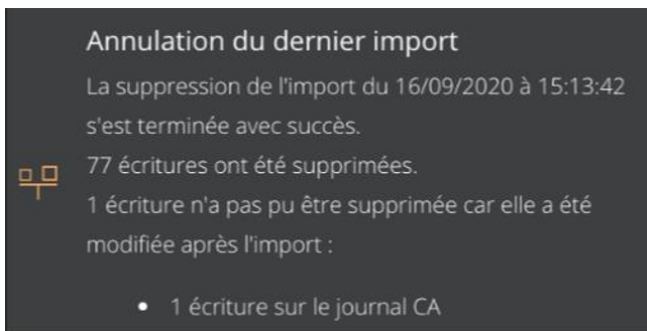 Annulation du dernier import
La suppression de l'import du 16/09/2020 à 15:13:42
s'est terminée avec succès.
77 écritures ont été supprimées.
1 écriture n'a pas pu être supprimée car elle a été
modifiée après l'import :
• 1 écriture sur le journal CA